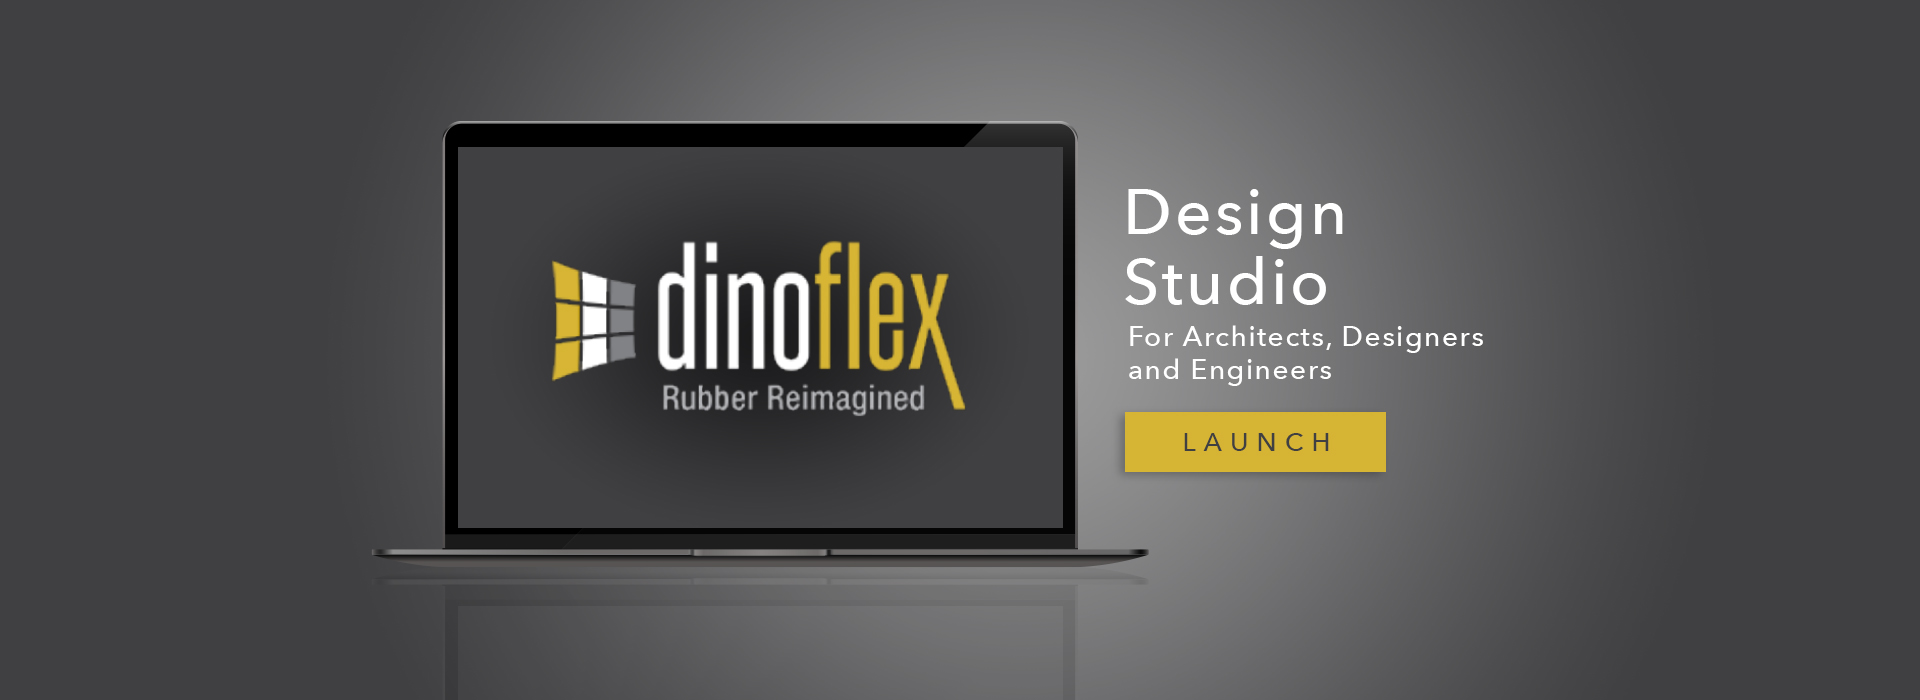 dinoflex
Rubber Reimagined
Design
Studio
For Architects, Designers
and Engineers
LAUNCH